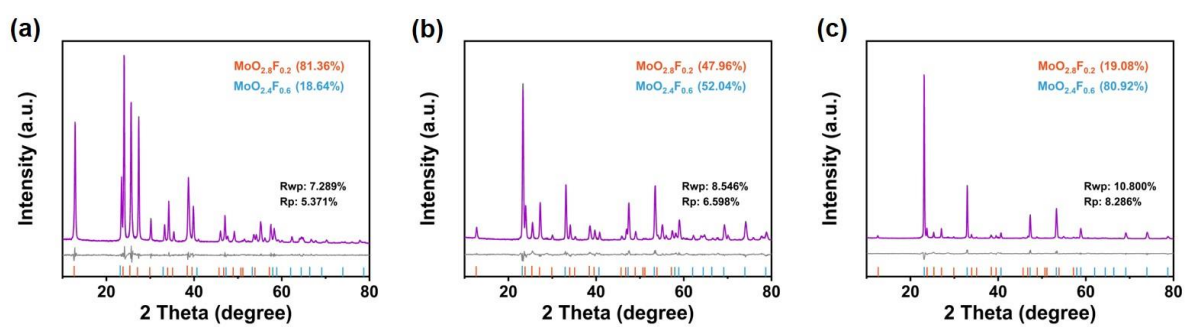 (a)
Intensity (a.u.)
MoO2.8F0.2 (81.36%)
MoO2.4F0.6 (18.64%)
Rwp: 7.289%
Rp: 5.371%
20 40 60 80
2 Theta (degree)
(b)
Intensity (a.u.)
MoO2.8F0.2 (47.96%)
MoO2.4F0.6 (52.04%)
Rwp: 8.546%
Rp: 6.598%
20 40 60 80
2 Theta (degree)
(c)
Intensity (a.u.)
MoO2.8F0.2 (19.08%)
MoO2.4F0.6 (80.92%)
Rwp: 10.800%
Rp: 8.286%
20 40 60 80
2 Theta (degree)